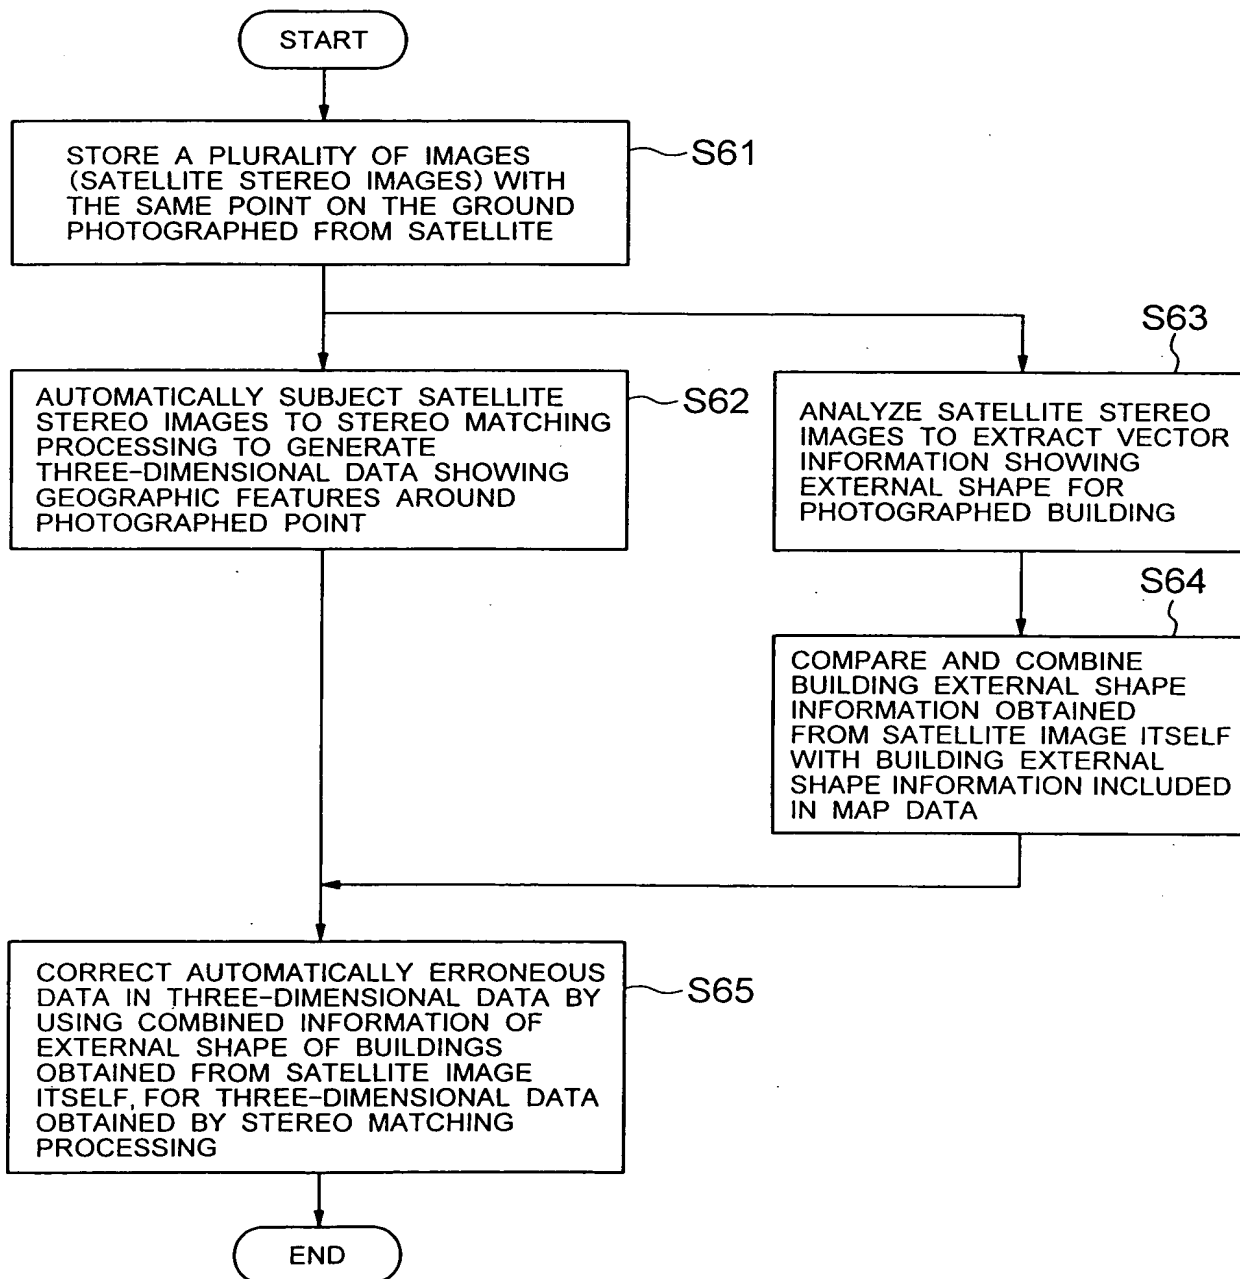 START
STORE A PLURALITY OF IMAGES
(SATELLITE STEREO IMAGES) WITH
THE SAME POINT ON THE GROUND
PHOTOGRAPHED FROM SATELLITE
S61
AUTOMATICALLY SUBJECT SATELLITE
STEREO IMAGES TO STEREO MATCHING
PROCESSING TO GENERATE
THREE-DIMENSIONAL DATA SHOWING
GEOGRAPHIC FEATURES AROUND
PHOTOGRAPHED POINT
S62
S63
ANALYZE SATELLITE STEREO
IMAGES TO EXTRACT VECTOR
INFORMATION SHOWING
EXTERNAL SHAPE FOR
PHOTOGRAPHED BUILDING
S64
COMPARE AND COMBINE
BUILDING EXTERNAL SHAPE
INFORMATION OBTAINED
FROM SATELLITE IMAGE ITSELF
WITH BUILDING EXTERNAL
SHAPE INFORMATION INCLUDED
IN MAP DATA
CORRECT AUTOMATICALLY ERRONEOUS
DATA IN THREE-DIMENSIONAL DATA BY
USING COMBINED INFORMATION OF
EXTERNAL SHAPE OF BUILDINGS
OBTAINED FROM SATELLITE IMAGE
ITSELF, FOR THREE-DIMENSIONAL DATA
OBTAINED BY STEREO MATCHING
PROCESSING
S65
END